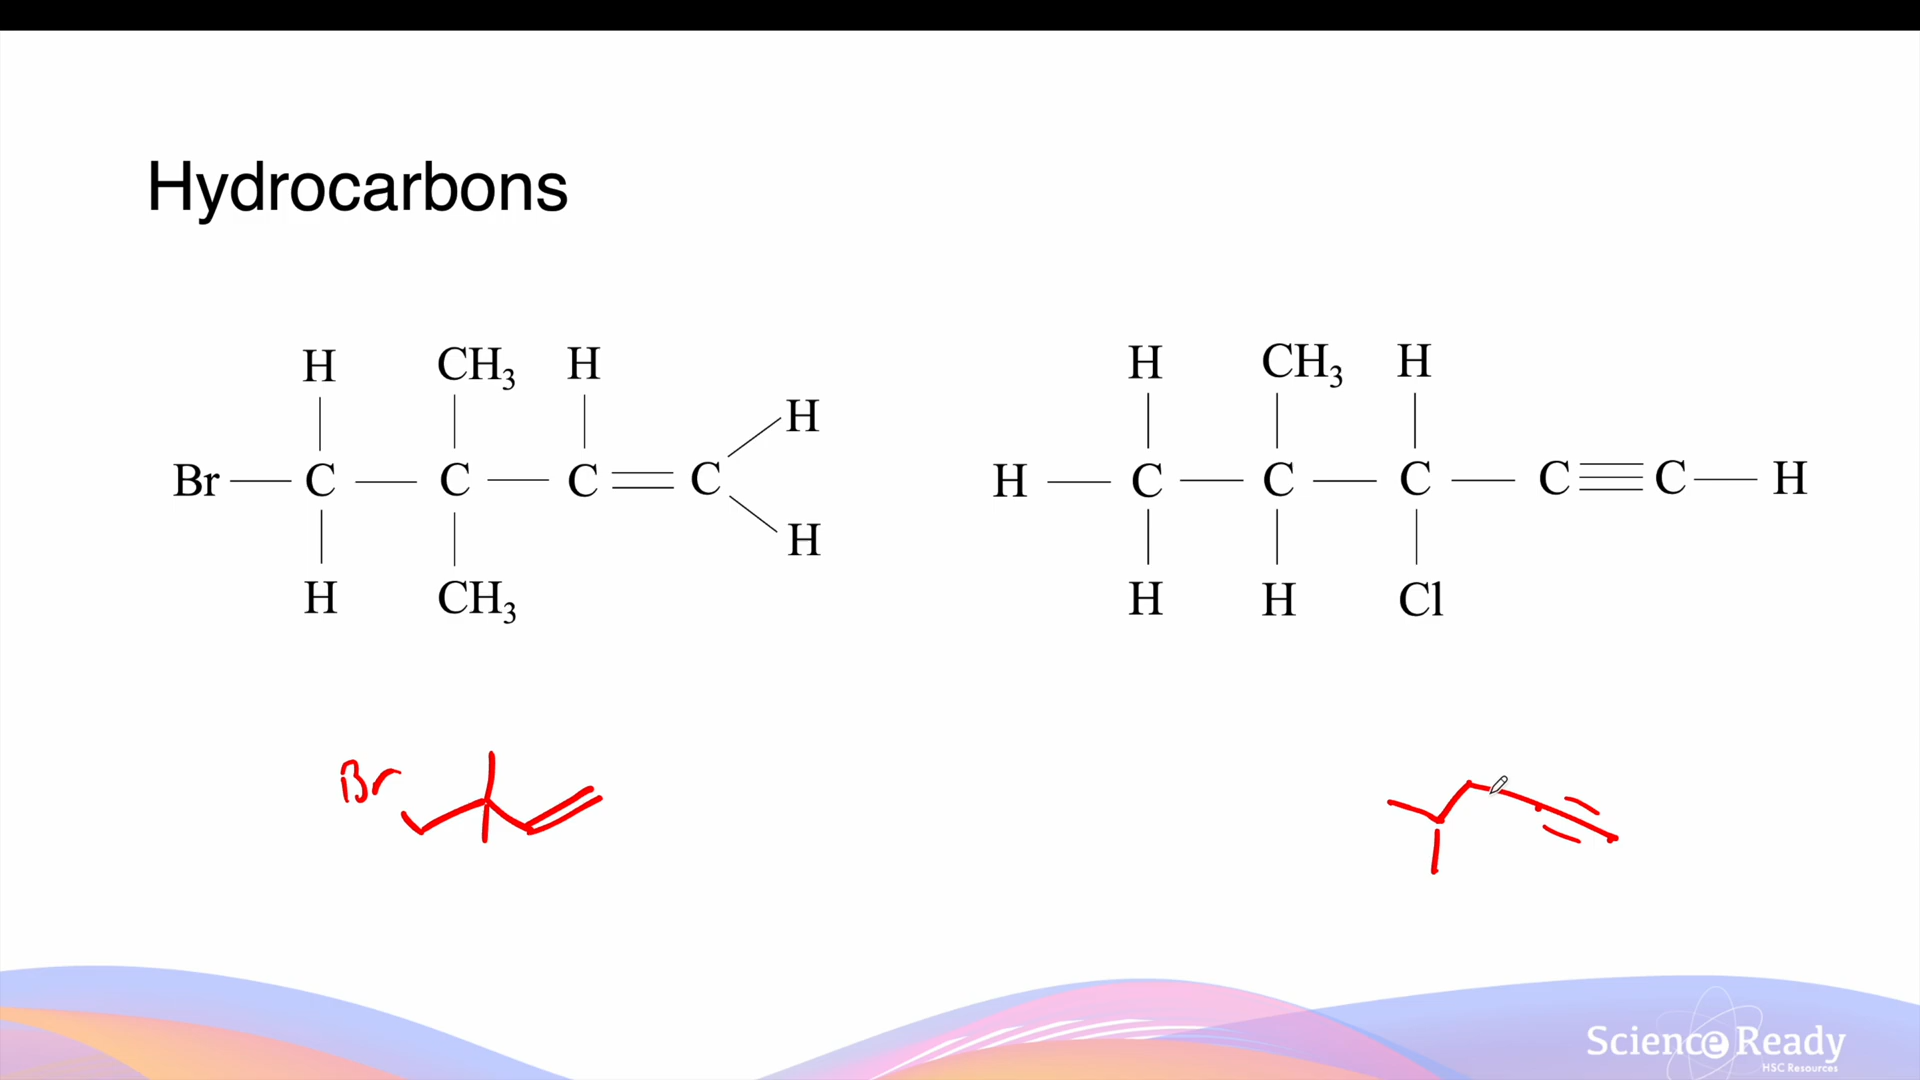 Hydrocarbons
H CH₃ H
H
Br C C C C
H
H CH₃
H CH₃ H
H C C C C C H
H H Cl
Br
Science Ready
HSC Resources